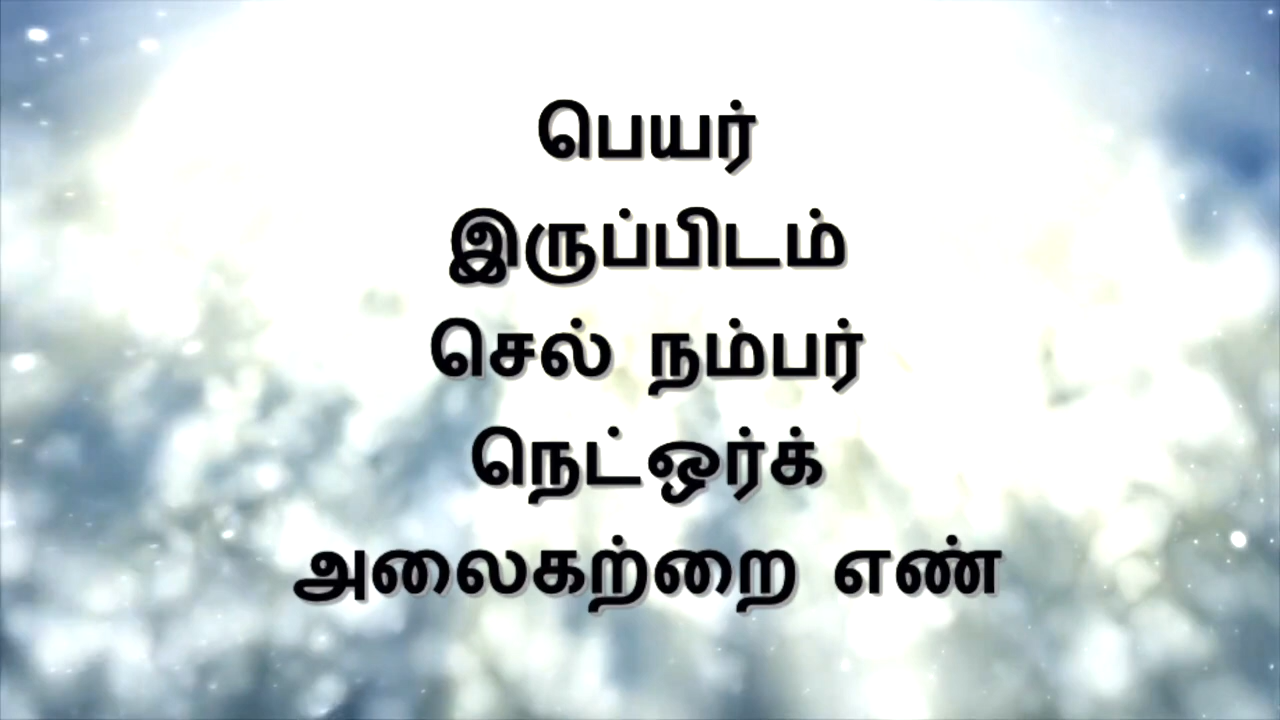 பெயர்
இருப்பிடம்
செல் நம்பர்
நெட்ஒர்க்
அலைகற்றை எண்